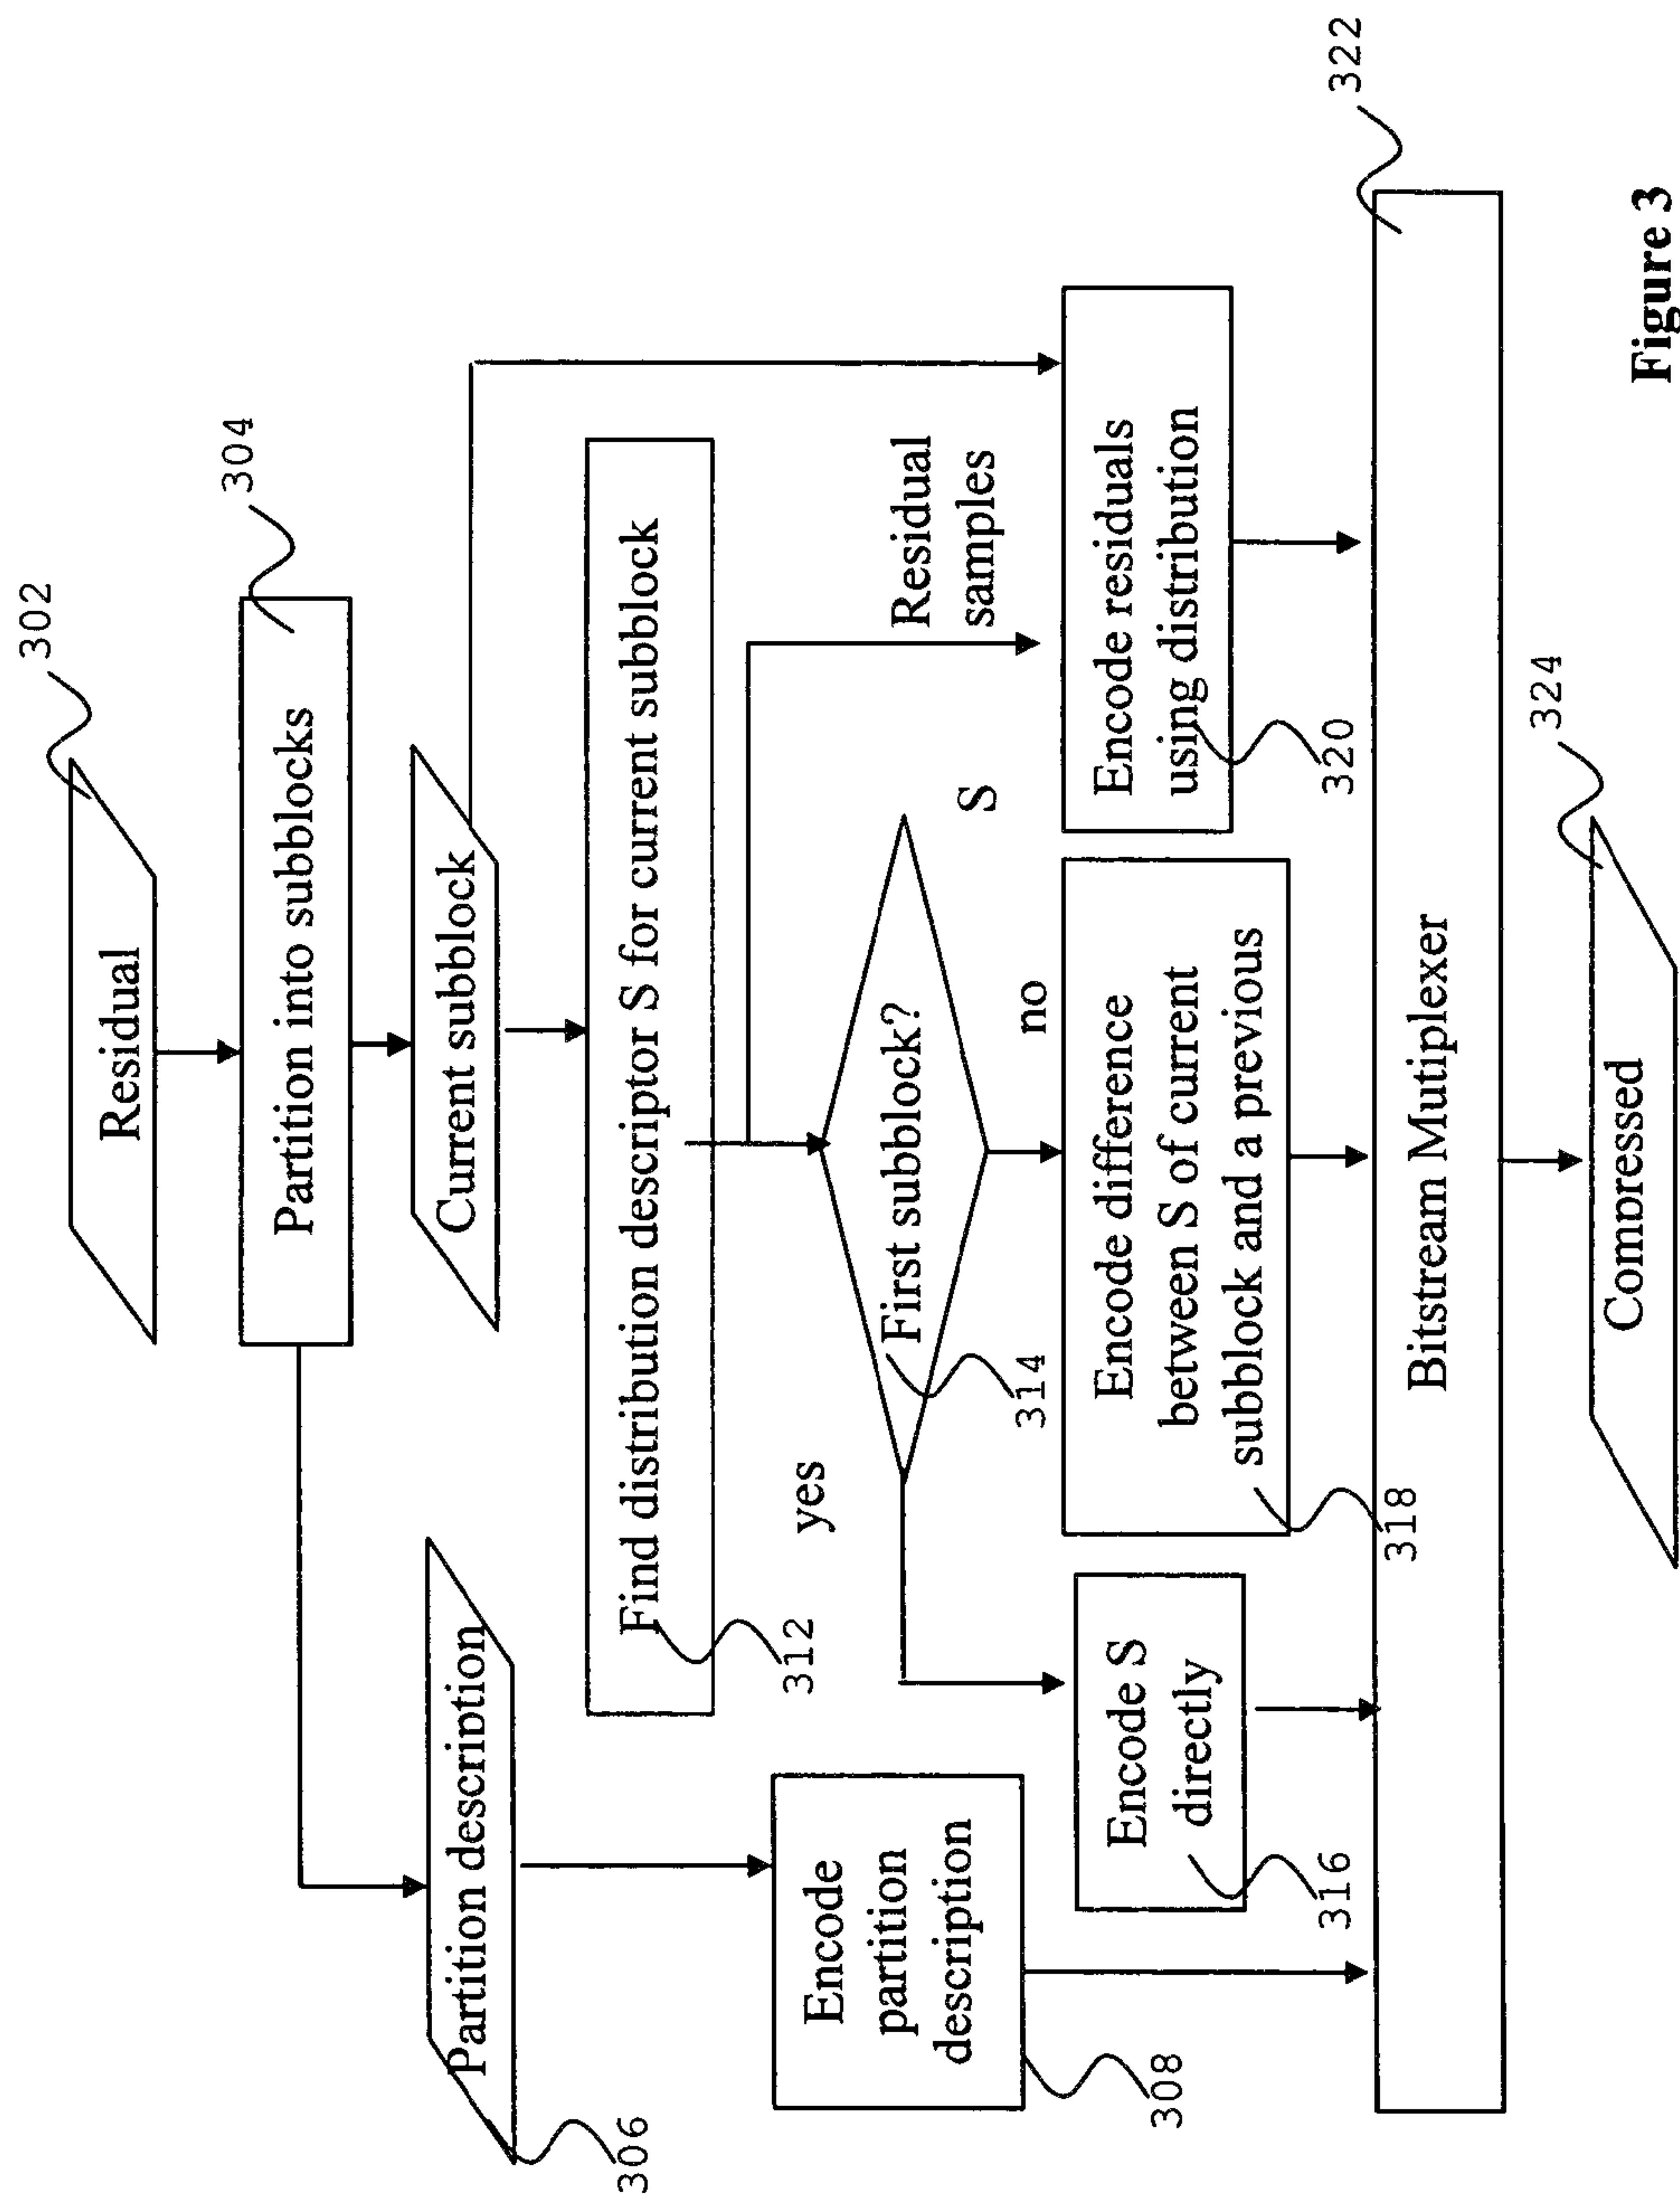 302
Residual
304
Partition into subblocks
Partition description
306
Current subblock
Find distribution descriptor S for current subblock
312
yes
First subblock?
314
no
S
Residual
samples
Encode
partition
description
308
Encode S
directly
316
Encode difference
between S of current
subblock and a previous
318
Encode residuals
using distribution
320
322
Bitstream Mutiplexer
324
Compressed
Figure 3